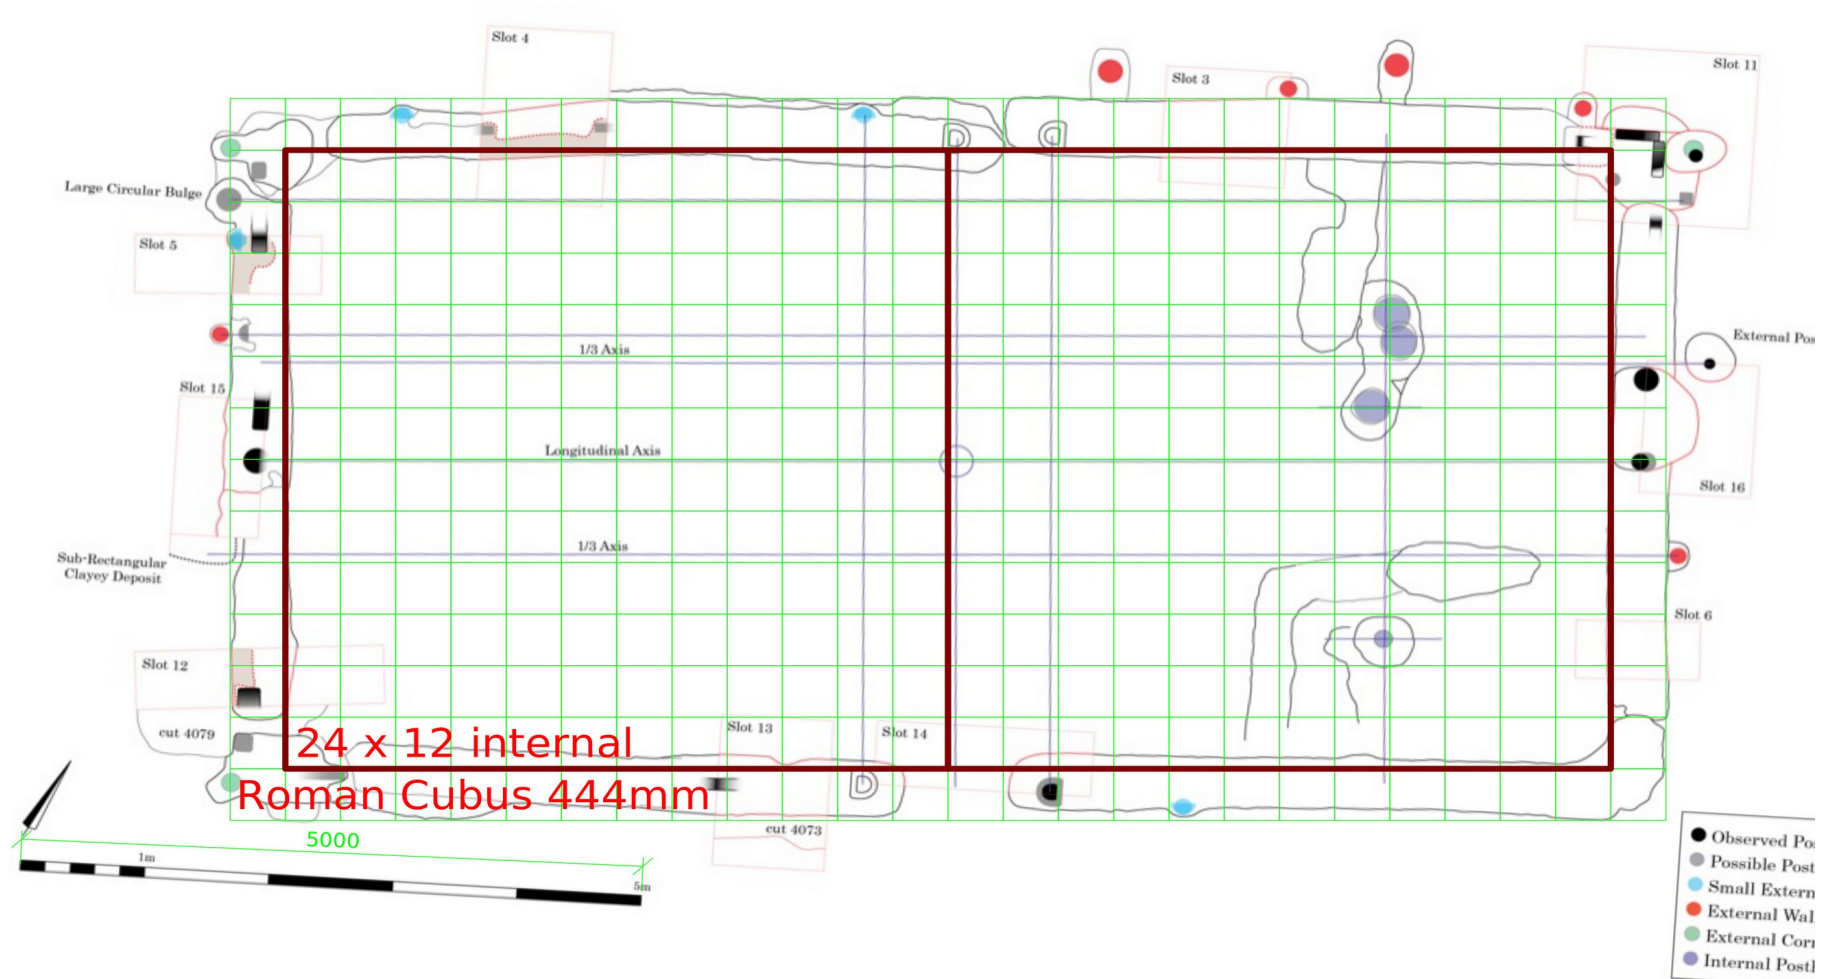 Slot 4
Slot 3
Slot 11
Large Circular Bulge
Slot 5
External Pos
1/3 Axis
Slot 15
Longitudinal Axis
Slot 16
1/3 Axis
Sub-Rectangular
Clayey Deposit
Slot 6
Slot 12
Slot 13
Slot 14
cut 4079
24 x 12 internal
Roman Cubus 444mm
cut 4073
5000
1m
5m
Observed Po
Possible Post
Small Extern
External Wal
External Cor
Internal Post